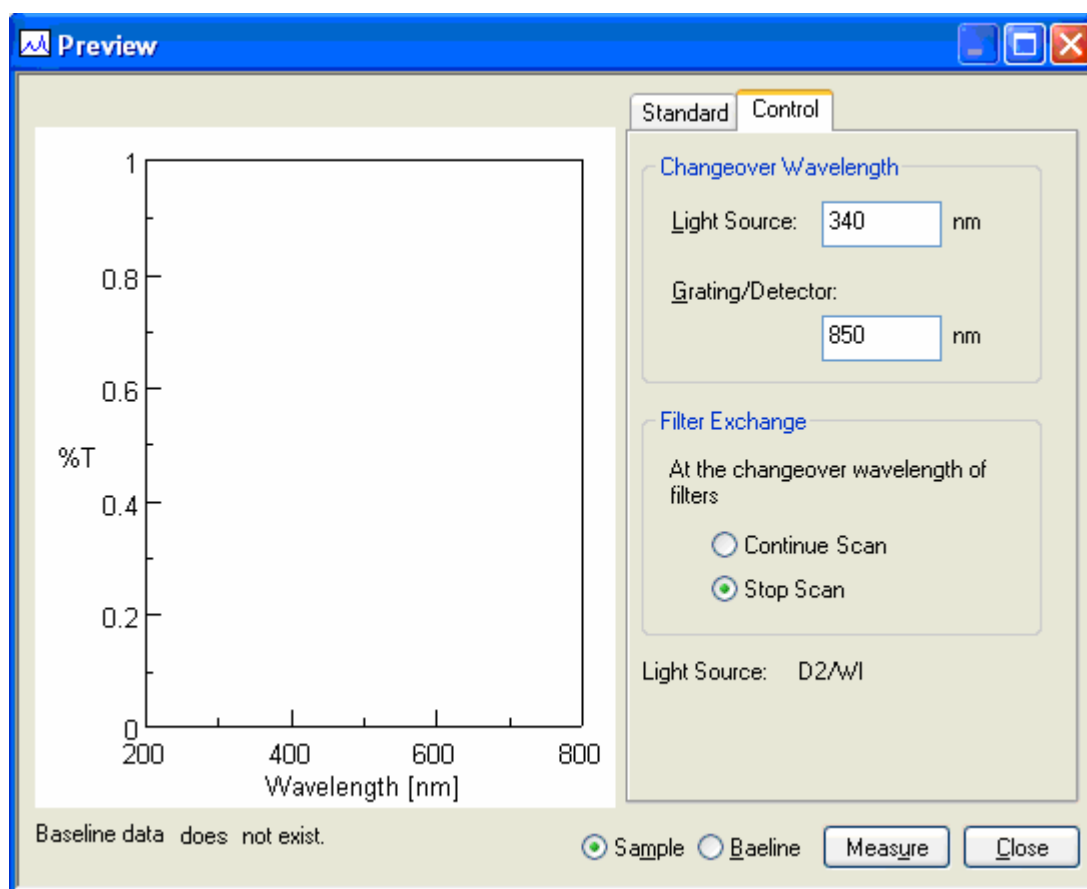 Preview
Standard
Control
1
0.8
0.6
%T
0.4
0.2
0
200
400
600
800
Wavelength [nm]
Changeover Wavelength
Light Source: 340 nm
Grating/Detector:
850 nm
Filter Exchange
At the changeover wavelength of
filters
Continue Scan
Stop Scan
Light Source: D2/WI
Baseline data does not exist.
Sample
Baeline
Measure
Close